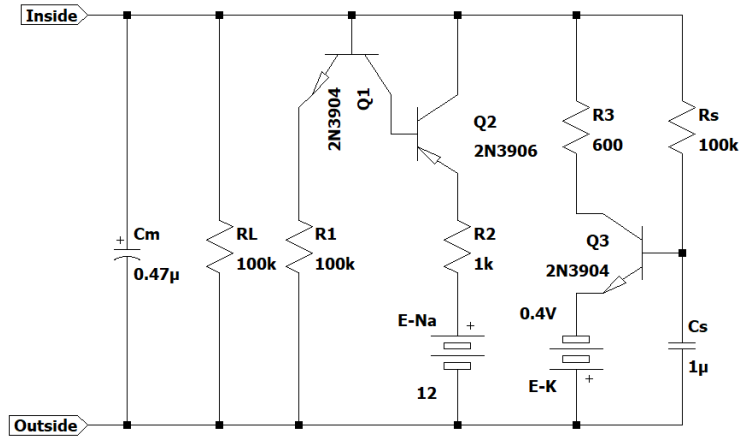 Inside
Cm
0.47µ
RL
100k
R1
100k
2N3904
Q1
Q2
2N3906
R2
1k
E-Na
+
12
R3
600
Rs
100k
Q3
2N3904
0.4V
E-K
+
Cs
1µ
+
Outside